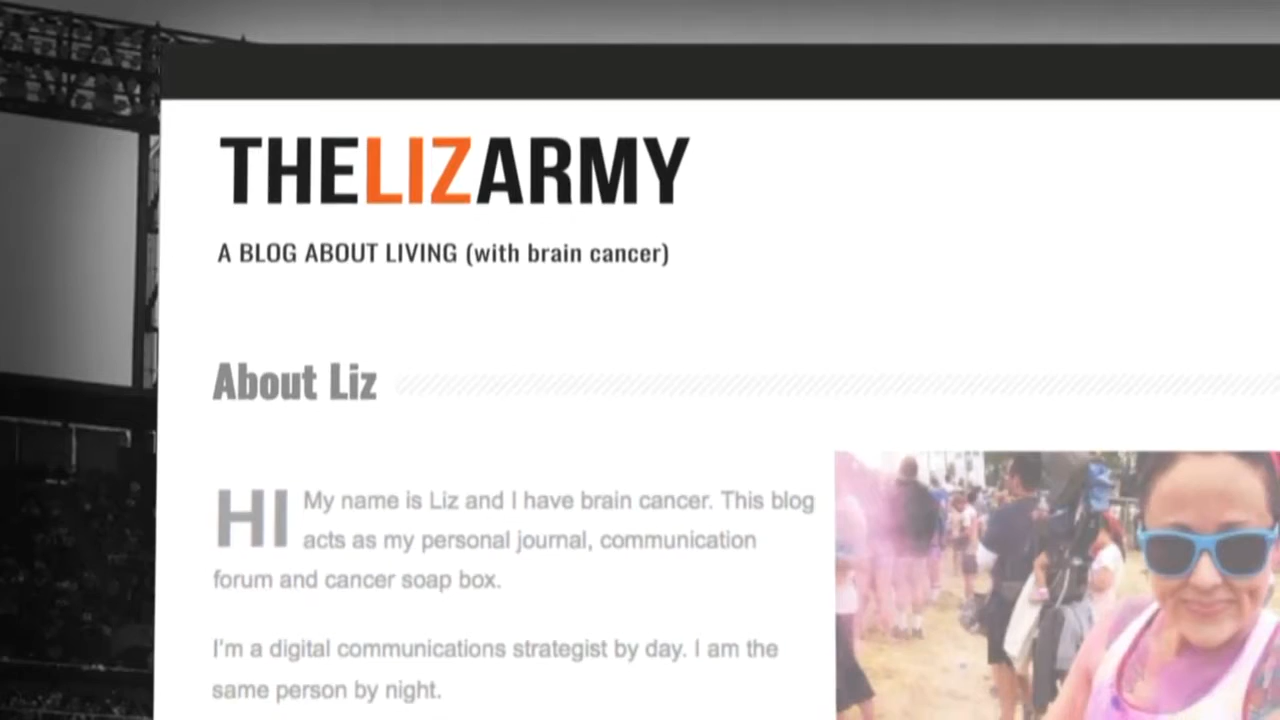 THELIZARMY
A BLOG ABOUT LIVING (with brain cancer)
About Liz
HI My name is Liz and I have brain cancer. This blog
acts as my personal journal, communication
forum and cancer soap box.
I'm a digital communications strategist by day. I am the
same person by night.